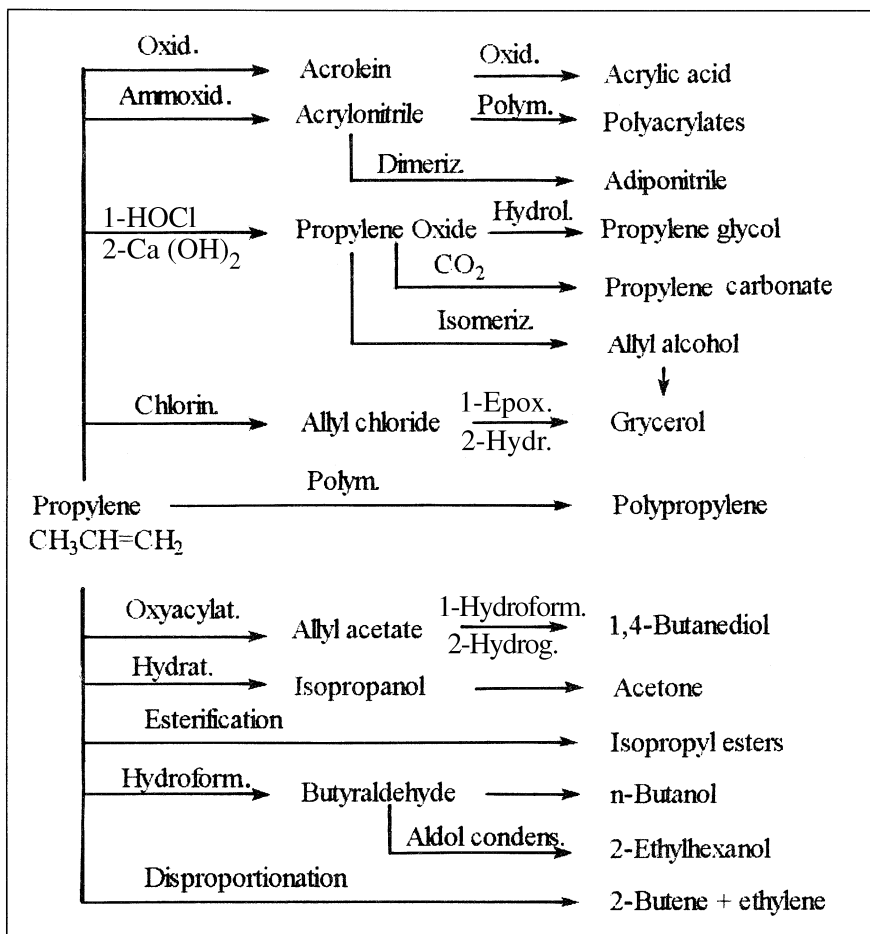 Oxid. Oxid.
Acrolein Acrylic acid
Ammoxid. Polym.
Acrylonitrile Polyacrylates
Dimeriz.
Adiponitrile
1-HOCl Hydrol.
Propylene Oxide Propylene glycol
2-Ca (OH)2 CO2
Propylene carbonate
Isomeriz.
Allyl alcohol
Chlorin. 1-Epox.
Allyl chloride Grycerol
2-Hydr.
Polym.
Propylene Polypropylene
CH3CH=CH2
Oxyacylat. 1-Hydroform.
Allyl acetate 1,4-Butanediol
2-Hydrog.
Hydrat.
Isopropanol Acetone
Esterification
Isopropyl esters
Hydroform.
Butyraldehyde n-Butanol
Aldol condens.
2-Ethylhexanol
Disproportionation
2-Butene + ethylene